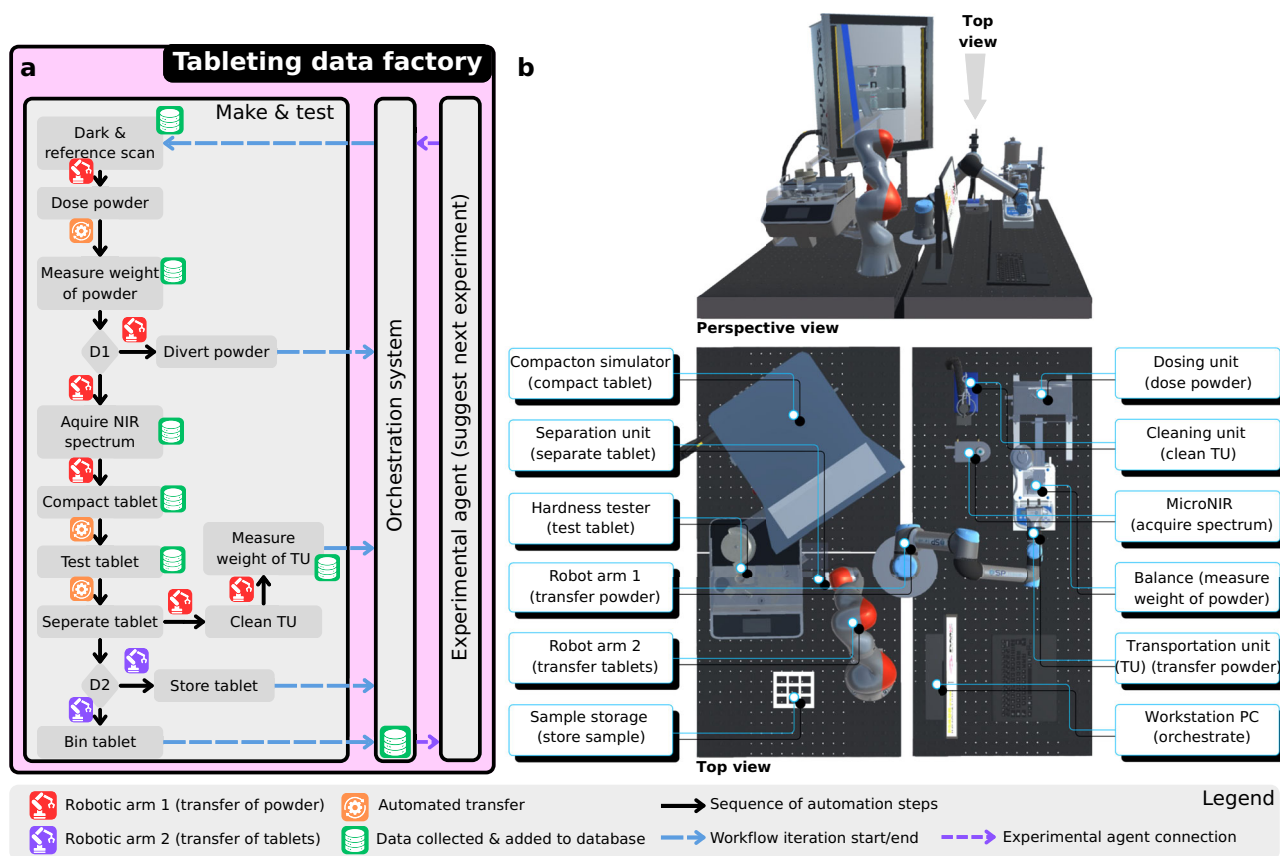 a
Tableting data factory
Make & test
Dark &
reference scan
Dose powder
Measure weight
of powder
D1
Divert powder
Aquire NIR
spectrum
Compact tablet
Test tablet
Measure
weight of TU
Seperate tablet
Clean TU
D2
Store tablet
Bin tablet
Orchestration system
Experimental agent (suggest next experiment)
b
Top
view
Perspective view
Compacton simulator
(compact tablet)
Separation unit
(separate tablet)
Hardness tester
(test tablet)
Robot arm 1
(transfer powder)
Robot arm 2
(transfer tablets)
Sample storage
(store sample)
Dosing unit
(dose powder)
Cleaning unit
(clean TU)
MicroNIR
(acquire spectrum)
Balance (measure
weight of powder)
Transportation unit
(TU) (transfer powder)
Workstation PC
(orchestrate)
Top view
Legend
Robotic arm 1 (transfer of powder)
Automated transfer
Sequence of automation steps
Robotic arm 2 (transfer of tablets)
Data collected & added to database
Workflow iteration start/end
Experimental agent connection